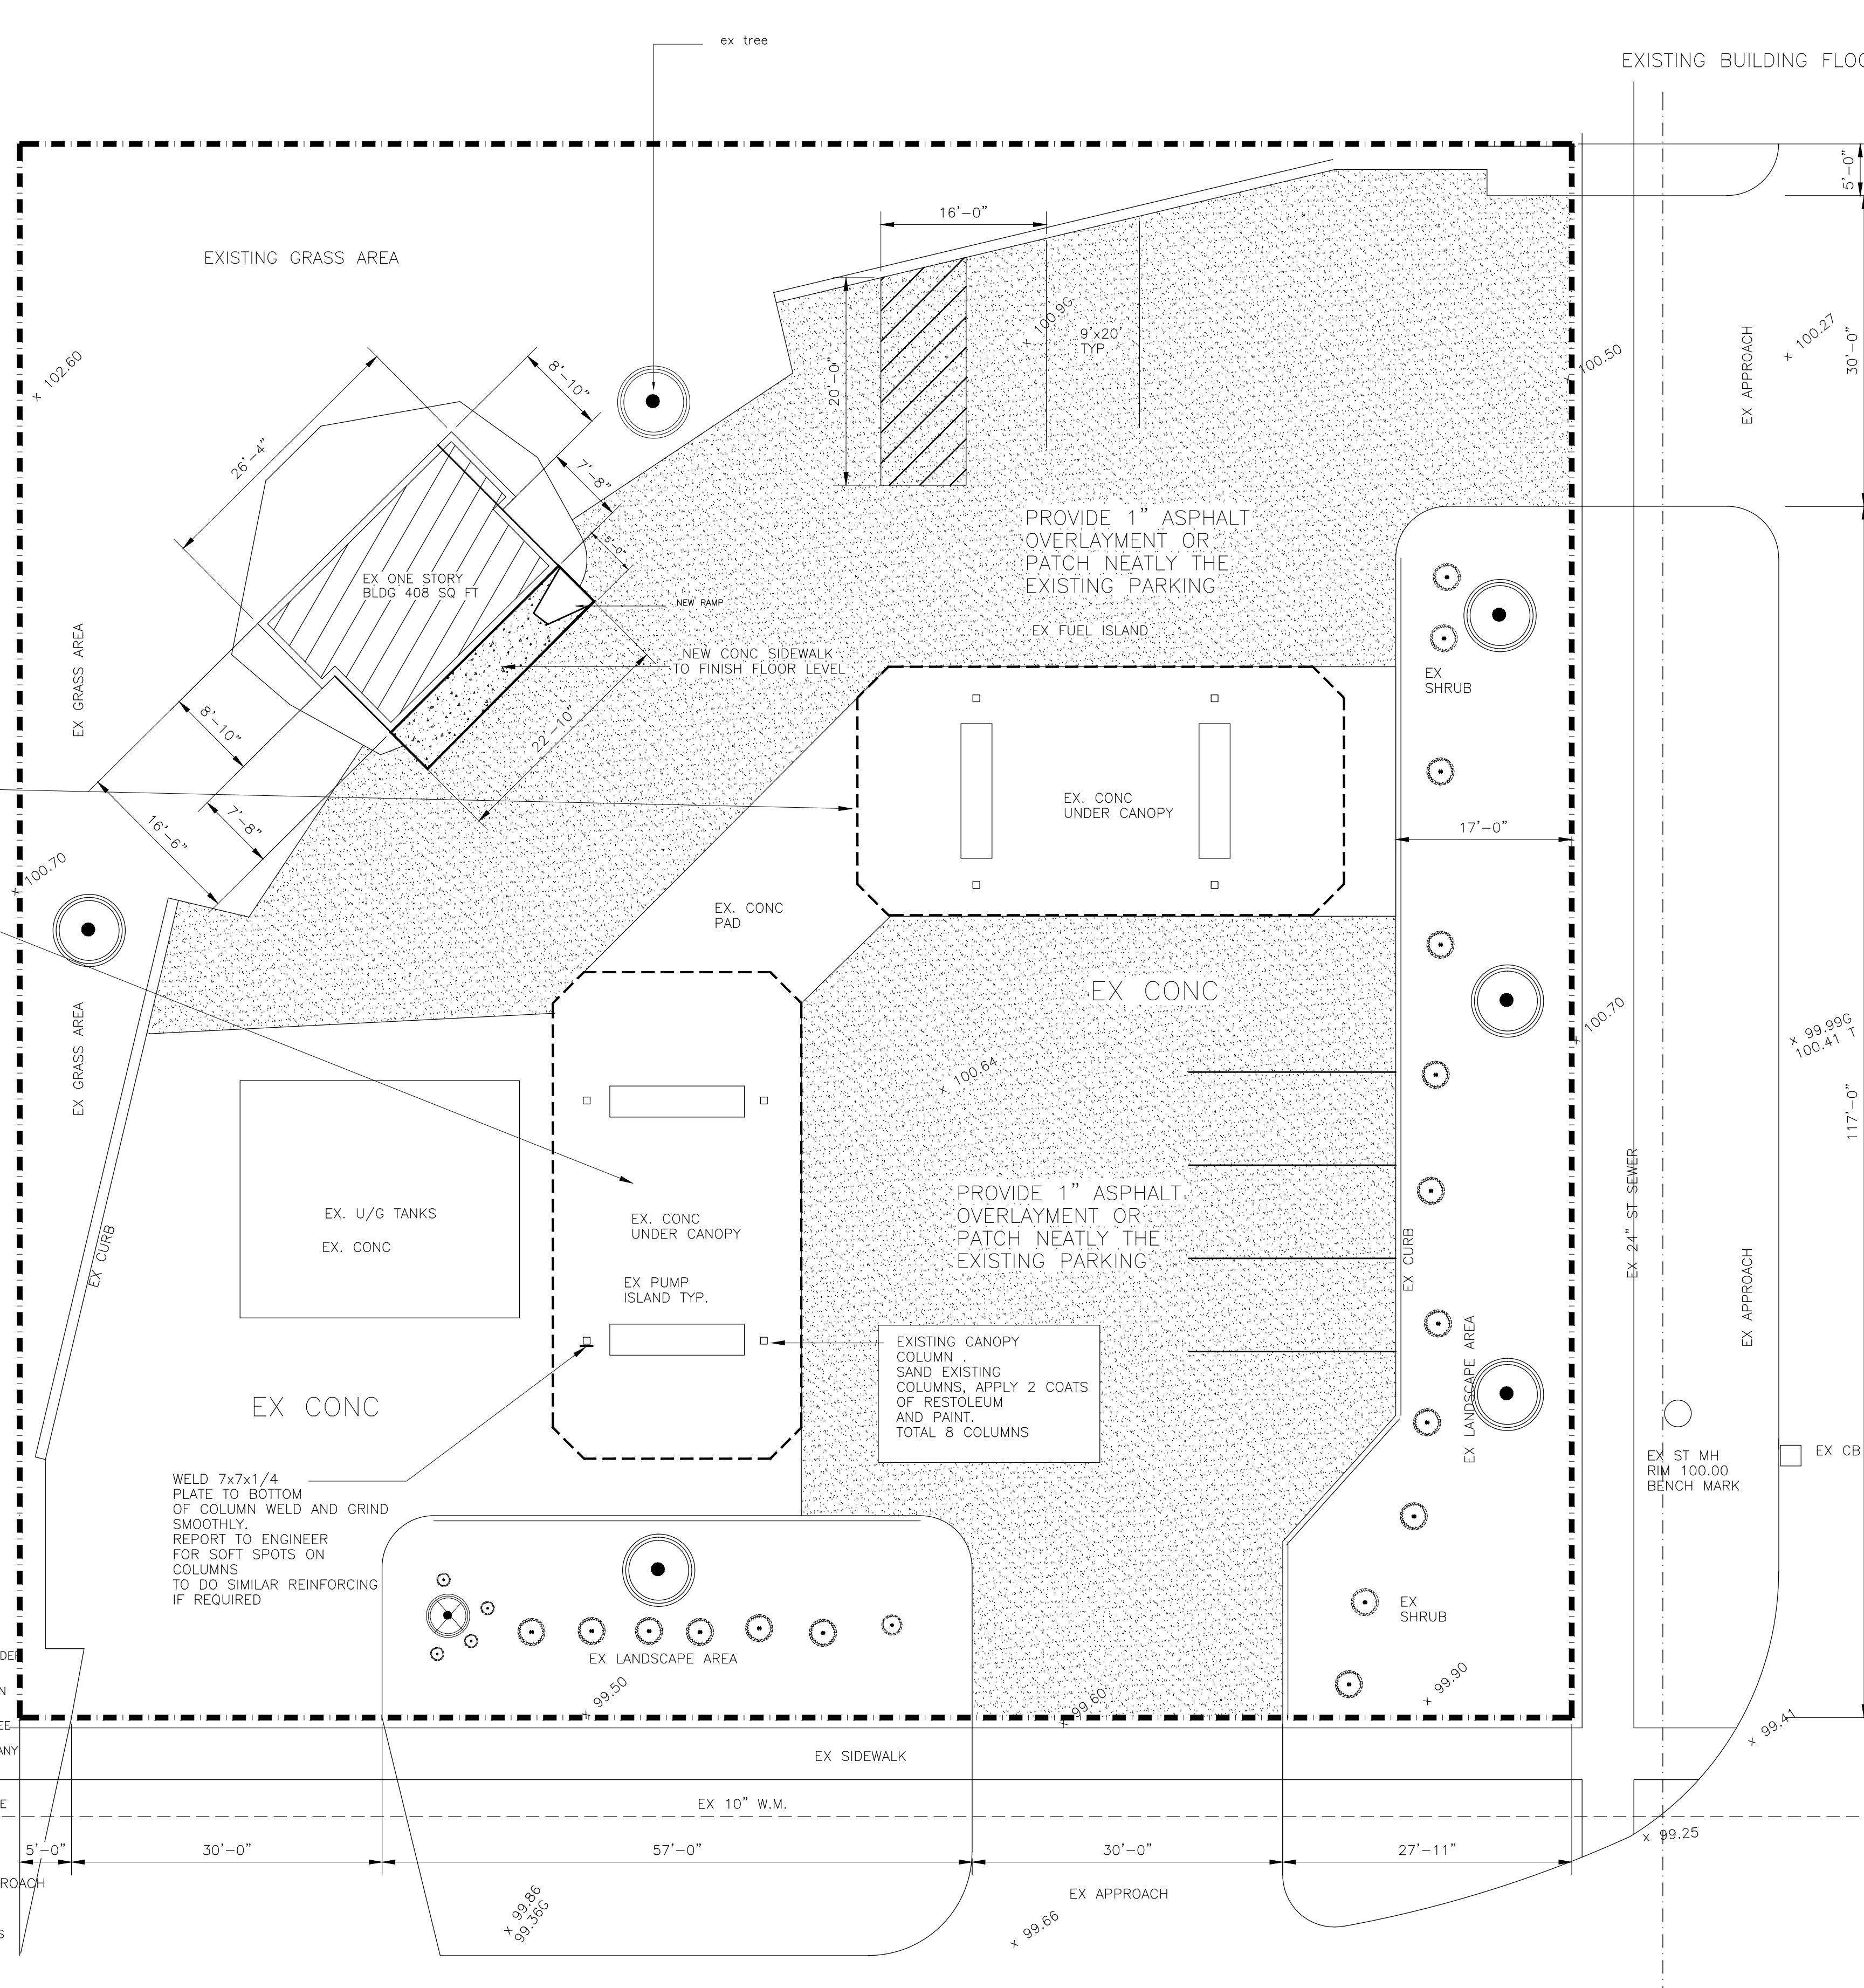 ex tree
EXISTING BUILDING FLOO
5'-0"
16'-0"
EXISTING GRASS AREA
x 100.9G
9'x20'
TYP.
20'-0"
x 102.60
x 100.50
EX APPROACH
x 100.27
30'-0"
8'-10"
26'-4"
7'-8"
5'-0"
PROVIDE 1" ASPHALT
OVERLAYMENT OR
PATCH NEATLY THE
EXISTING PARKING
EX ONE STORY
BLDG 408 SQ FT
NEW RAMP
EX FUEL ISLAND
NEW CONC SIDEWALK
TO FINISH FLOOR LEVEL
EX GRASS AREA
EX
SHRUB
8'-10"
22'-10"
16'-6"
7'-8"
EX. CONC
UNDER CANOPY
17'-0"
x 100.70
EX. CONC
PAD
EX CONC
EX GRASS AREA
x 100.64
x 100.70
x 99.99G
100.41 T
117'-0"
EX. U/G TANKS
EX. CONC
EX. CONC
UNDER CANOPY
PROVIDE 1" ASPHALT
OVERLAYMENT OR
PATCH NEATLY THE
EXISTING PARKING
EX 24" ST SEWER
EX CURB
EX CURB
EX APPROACH
EX PUMP
ISLAND TYP.
EXISTING CANOPY
COLUMN .
SAND EXISTING
COLUMNS, APPLY 2 COATS
OF RESTOLEUM
AND PAINT.
TOTAL 8 COLUMNS
EX LANDSCAPE AREA
EX CONC
EX ST MH
RIM 100.00
BENCH MARK
EX CB
WELD 7x7x1/4
PLATE TO BOTTOM
OF COLUMN WELD AND GRIND
SMOOTHLY.
REPORT TO ENGINEER
FOR SOFT SPOTS ON
COLUMNS
TO DO SIMILAR REINFORCING
IF REQUIRED
EX
SHRUB
EX LANDSCAPE AREA
x 99.50
x 99.60
x 99.90
x 99.41
DER
N
EE
ANY
E
ROACH
S
EX SIDEWALK
EX 10" W.M.
x 99.25
5'-0"
30'-0"
57'-0"
30'-0"
27'-11"
x 99.86
99.36G
x 99.66
EX APPROACH